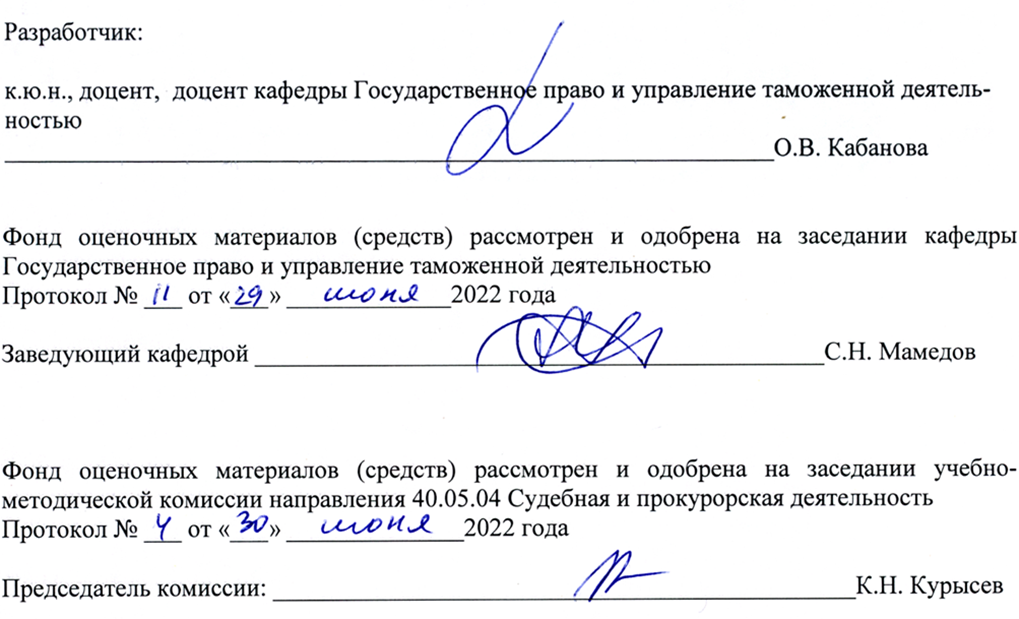 Разработчик:
к.ю.н., доцент, доцент кафедры Государственное право и управление таможенной деятель-
ностью
О.В. Кабанова
Фонд оценочных материалов (средств) рассмотрен и одобрена на заседании кафедры
Государственное право и управление таможенной деятельностью
Протокол № 11 от «29» июня 2022 года
Заведующий кафедрой С.Н. Мамедов
Фонд оценочных материалов (средств) рассмотрен и одобрена на заседании учебно-
методической комиссии направления 40.05.04 Судебная и прокурорская деятельность
Протокол № 4 от «30» июня 2022 года
Председатель комиссии: К.Н. Курысев